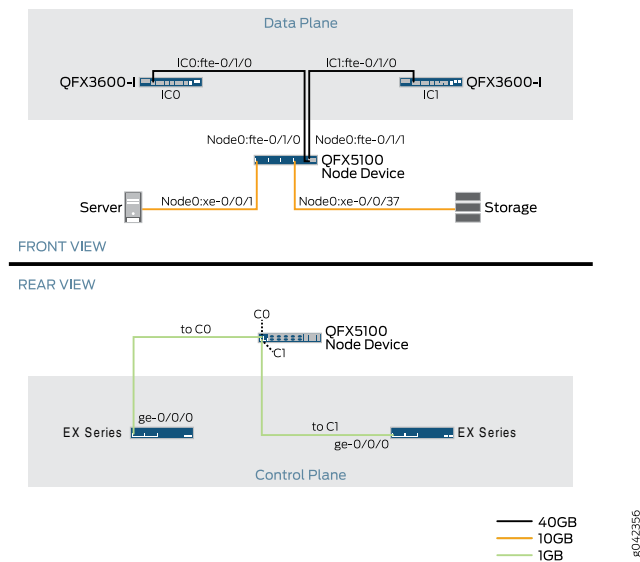 Data Plane
IC0:fte-0/1/0
IC1:fte-0/1/0
QFX3600-I
IC0
IC1
QFX3600-I
Node0:fte-0/1/0
Node0:fte-0/1/1
QFX5100
Node Device
Server
Node0:xe-0/0/1
Node0:xe-0/0/37
Storage
FRONT VIEW
REAR VIEW
C0
to C0
QFX5100
Node Device
C1
ge-0/0/0
EX Series
to C1
ge-0/0/0
EX Series
Control Plane
40GB
10GB
1GB
g042356